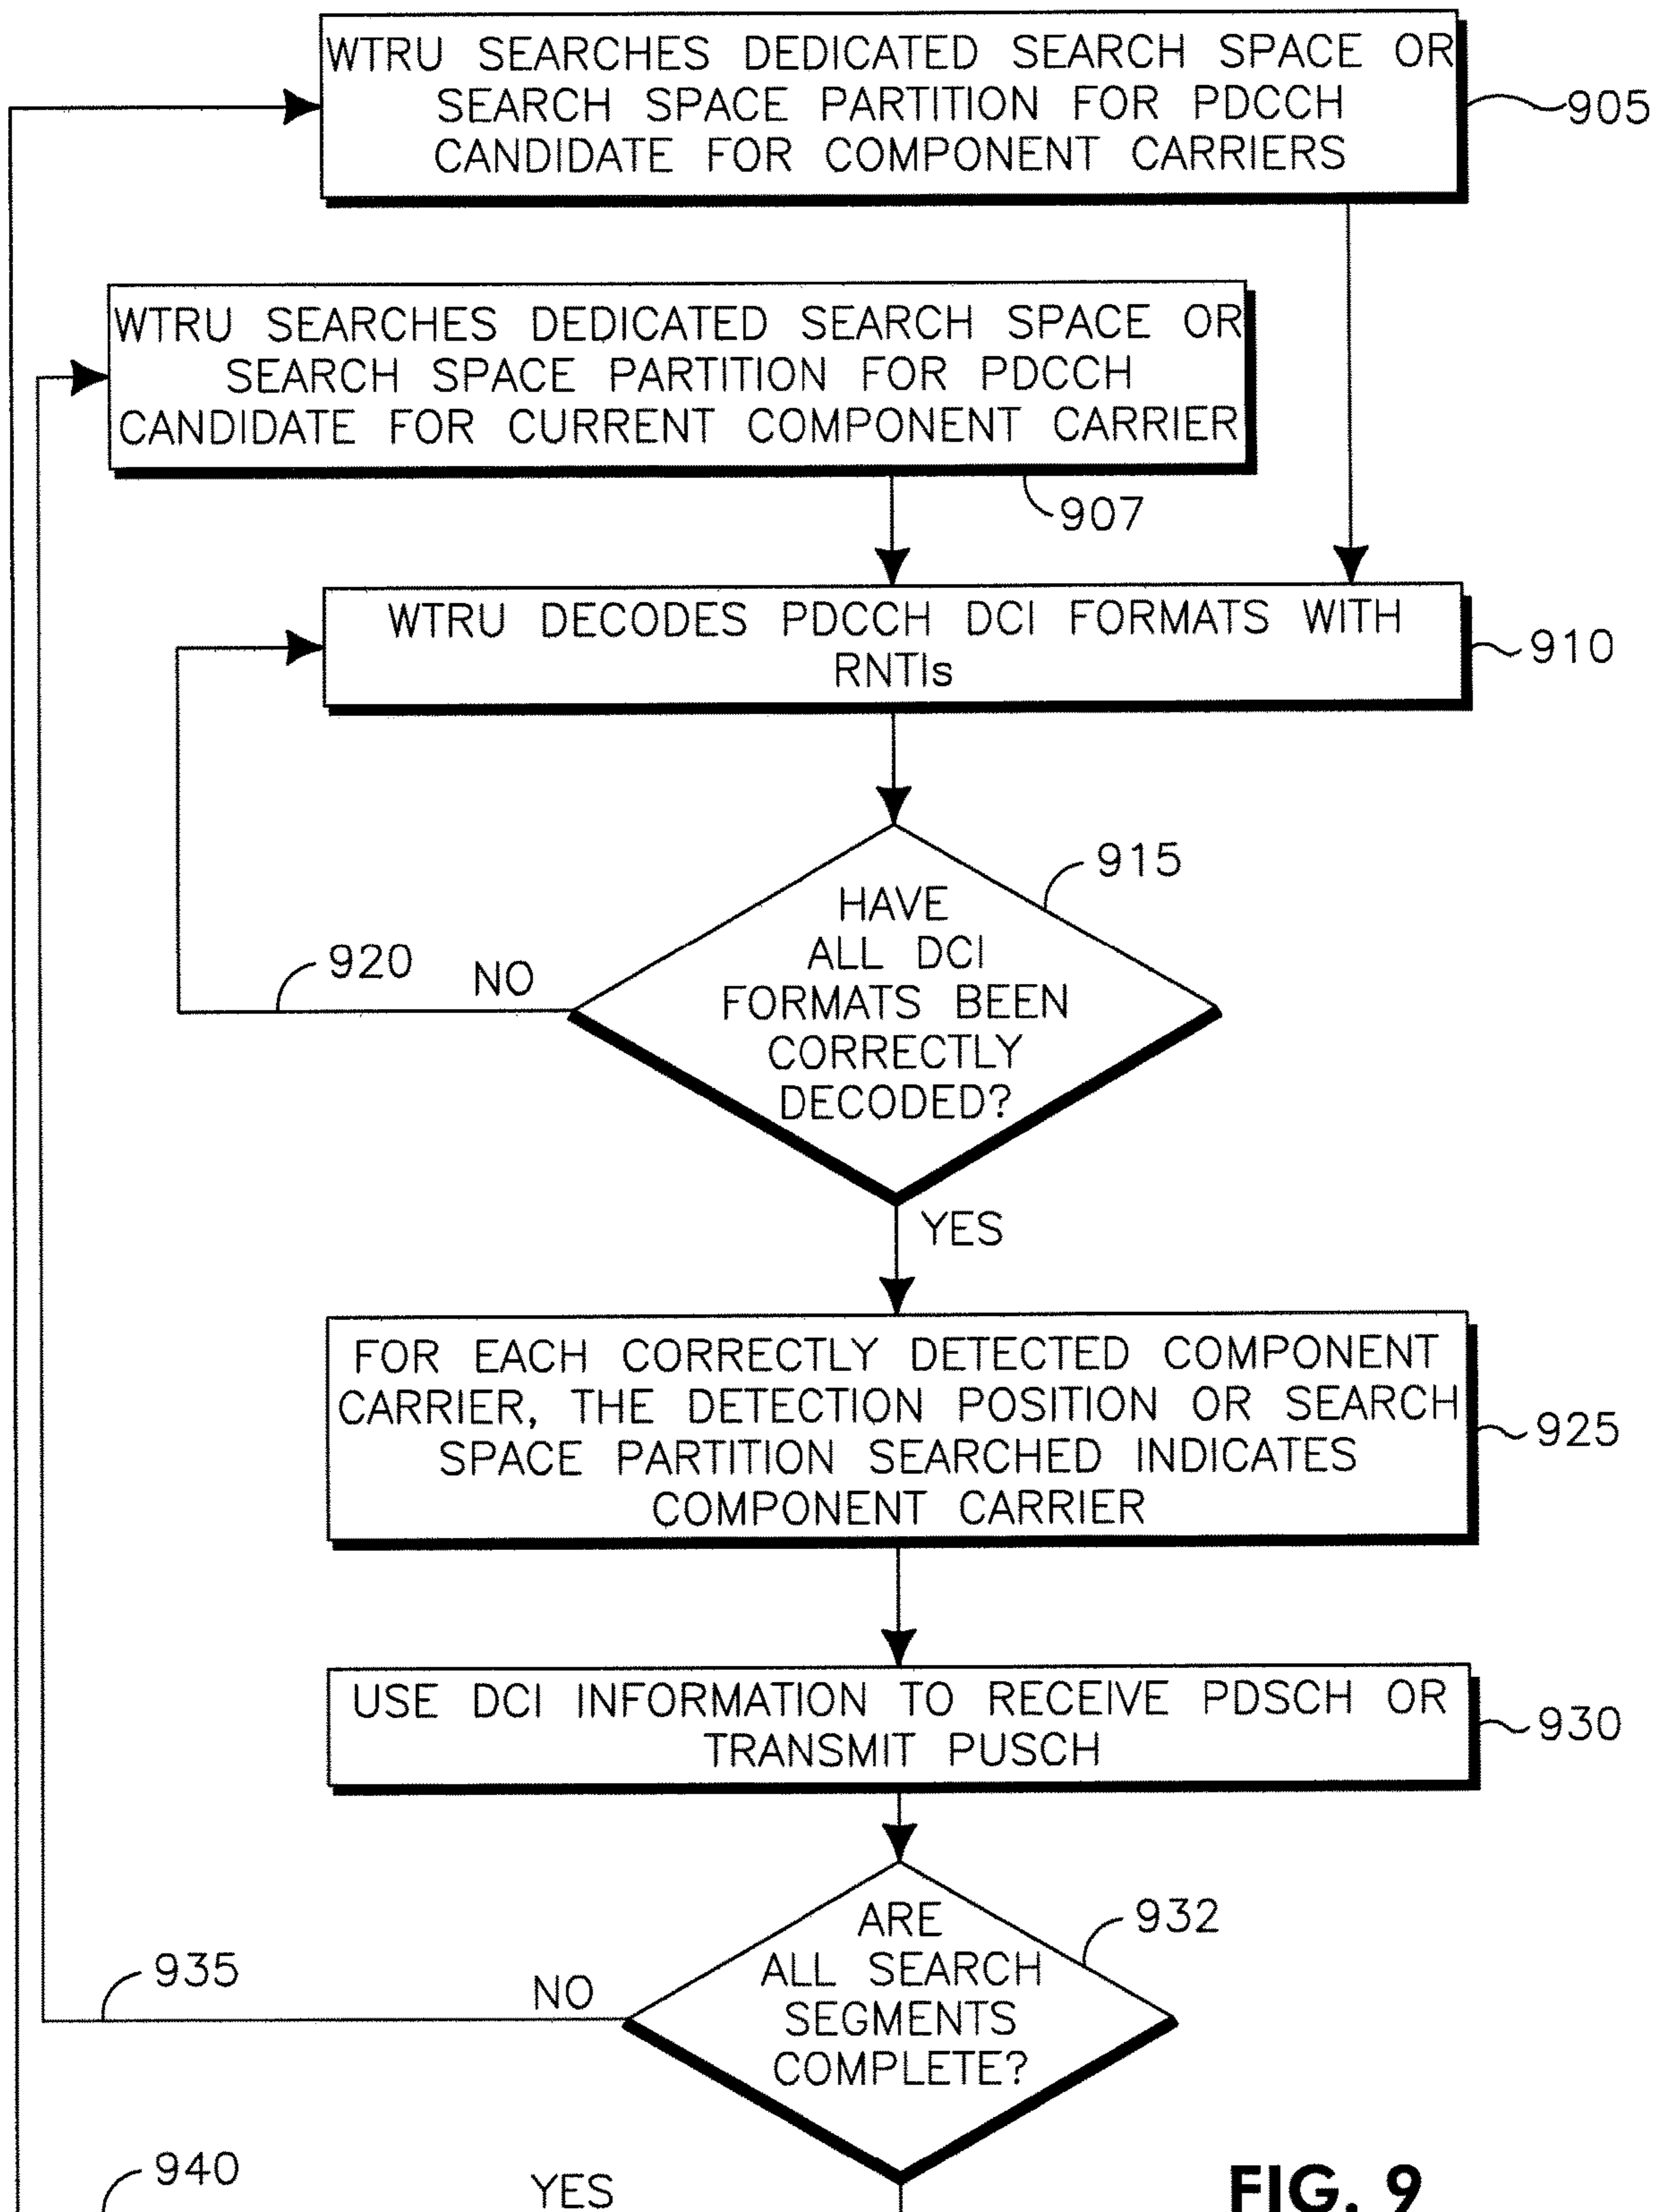 WTRU SEARCHES DEDICATED SEARCH SPACE OR
SEARCH SPACE PARTITION FOR PDCCH
CANDIDATE FOR COMPONENT CARRIERS
905
WTRU SEARCHES DEDICATED SEARCH SPACE OR
SEARCH SPACE PARTITION FOR PDCCH
CANDIDATE FOR CURRENT COMPONENT CARRIER
907
WTRU DECODES PDCCH DCI FORMATS WITH
RNTIs
910
915
HAVE
ALL DCI
FORMATS BEEN
CORRECTLY
DECODED?
920
NO
YES
FOR EACH CORRECTLY DETECTED COMPONENT
CARRIER, THE DETECTION POSITION OR SEARCH
SPACE PARTITION SEARCHED INDICATES
COMPONENT CARRIER
925
USE DCI INFORMATION TO RECEIVE PDSCH OR
TRANSMIT PUSCH
930
932
ARE
ALL SEARCH
SEGMENTS
COMPLETE?
935
NO
940
YES
FIG. 9